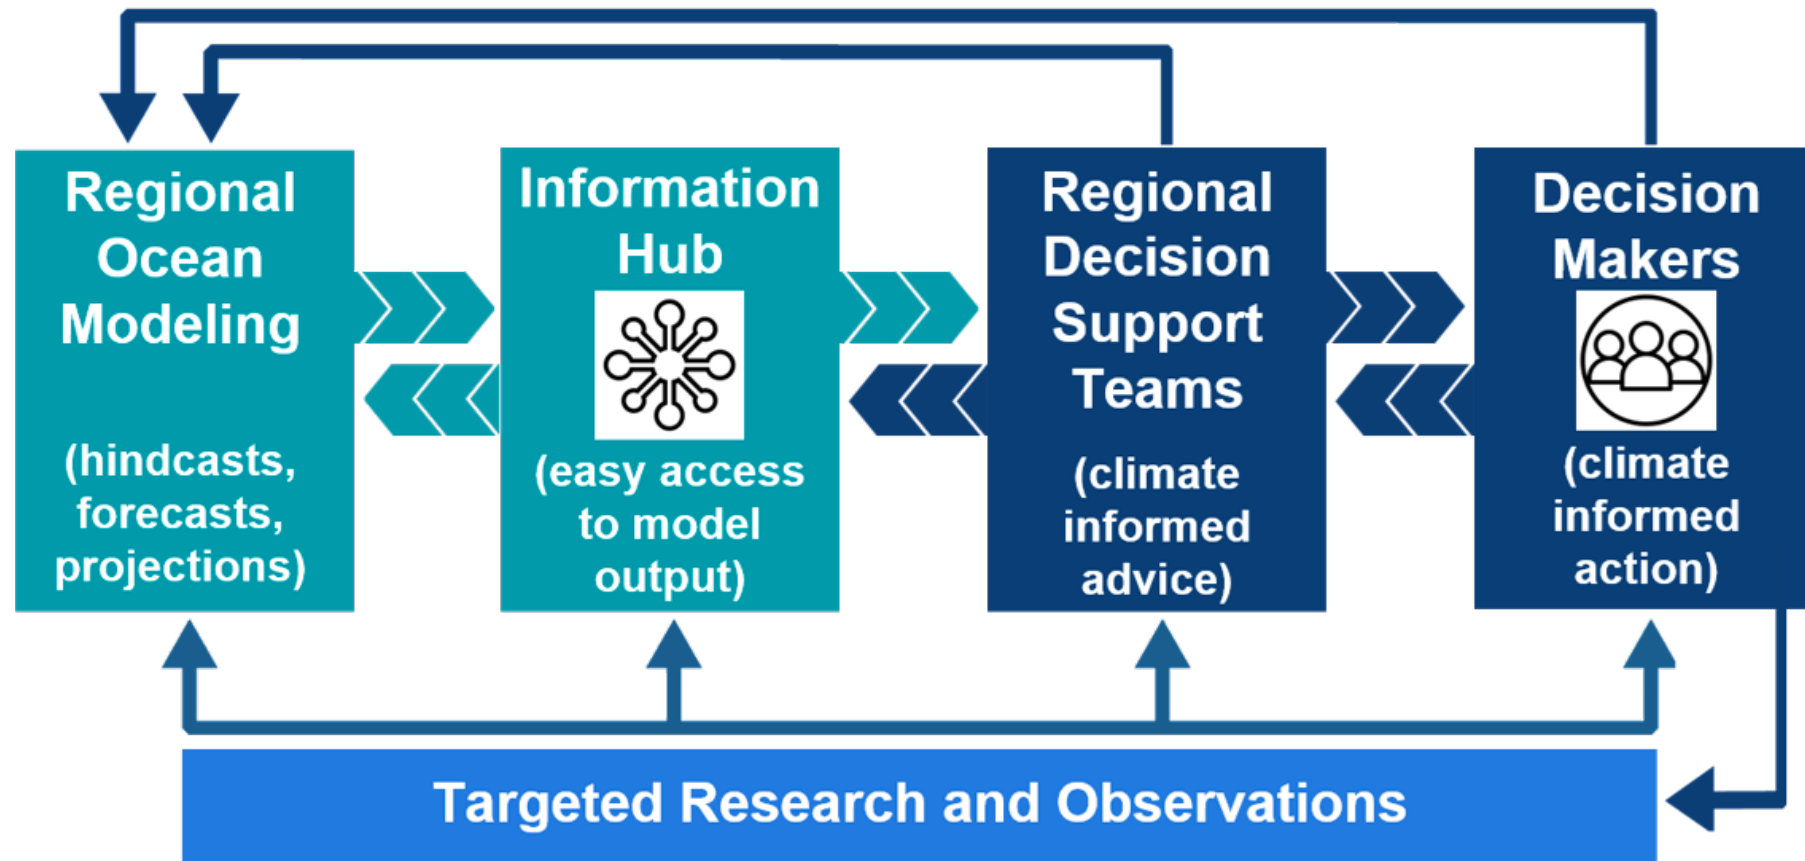 Regional
Ocean
Modeling
(hindcasts,
forecasts,
projections)
Information
Hub
(easy access
to model
output)
Regional
Decision
Support
Teams
(climate
informed
advice)
Decision
Makers
(climate
informed
action)
Targeted Research and Observations